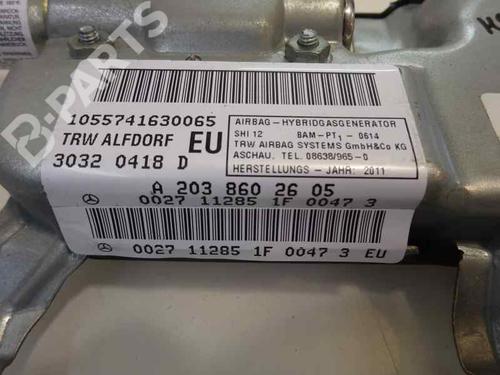 B-PARTS
1055741630065
TRW ALFDORF EU
3032 0418 D
AIRBAG - HYBRIDGASGENERATOR
SHI 12 BAM-PT1 - 0614
TRW AIRBAG SYSTEMS GmbH&Co KG
ASCHAU. TEL. 08638/965-0
HERSTELLUNGS - JAHR: 2011
A 203 860 26 05
0027 11285 1F 0047 3
0027 11285 1F 0047 3 EU